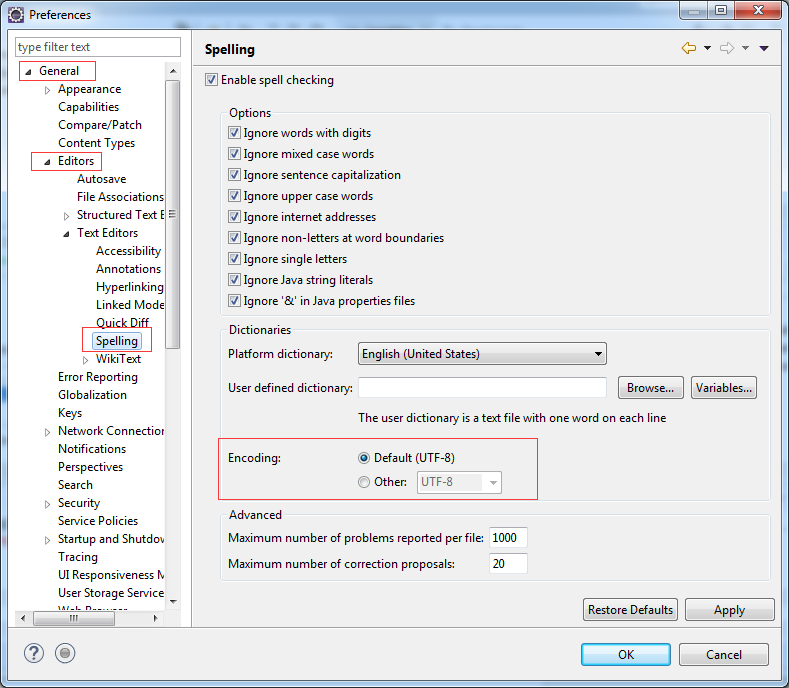 Preferences
type filter text
General
Appearance
Capabilities
Compare/Patch
Content Types
Editors
Autosave
File Associations
Structured Text E
Text Editors
Accessibility
Annotations
Hyperlinking
Linked Mode
Quick Diff
Spelling
WikiText
Error Reporting
Globalization
Keys
Network Connection
Notifications
Perspectives
Search
Security
Service Policies
Startup and Shutdow
Tracing
UI Responsiveness M
User Storage Service
Web Browser
Spelling
Enable spell checking
Options
Ignore words with digits
Ignore mixed case words
Ignore sentence capitalization
Ignore upper case words
Ignore internet addresses
Ignore non-letters at word boundaries
Ignore single letters
Ignore Java string literals
Ignore '&' in Java properties files
Dictionaries
Platform dictionary: English (United States)
User defined dictionary: Browse... Variables...
The user dictionary is a text file with one word on each line
Encoding: Default (UTF-8)
Other: UTF-8
Advanced
Maximum number of problems reported per file: 1000
Maximum number of correction proposals: 20
Restore Defaults Apply
OK Cancel